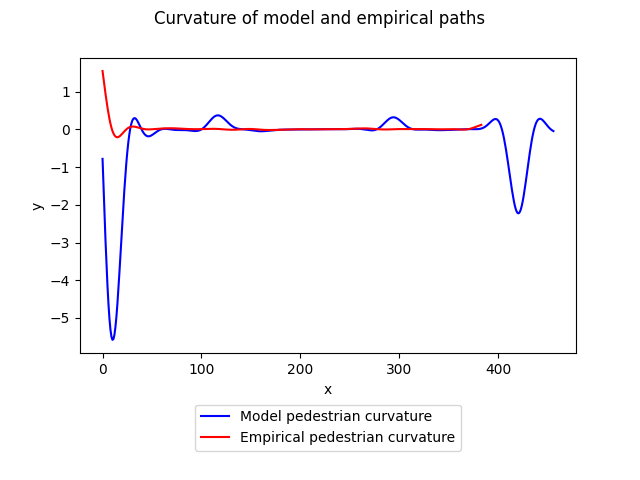 Curvature of model and empirical paths
1
0
−1
−2
−3
−4
−5
y
0 100 200 300 400
x
Model pedestrian curvature
Empirical pedestrian curvature